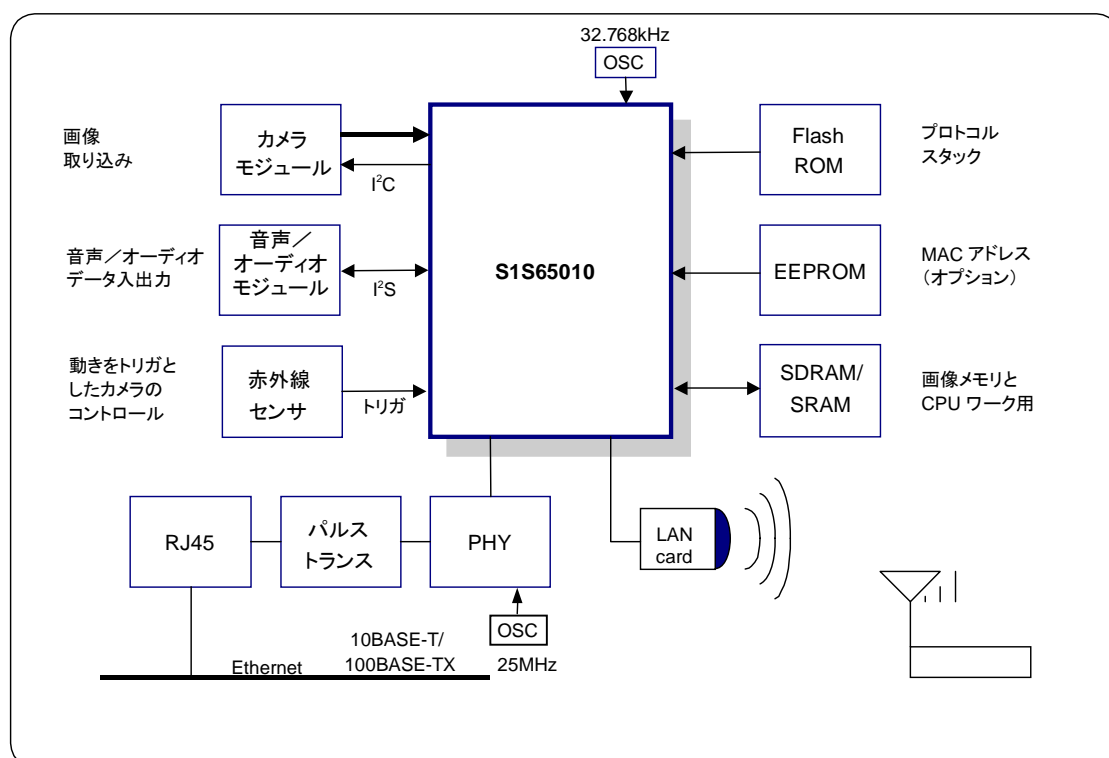 32.768kHz
OSC
画像
取り込み
カメラ
モジュール
I²C
S1S65010
Flash
ROM
プロトコル
スタック
音声／オーディオ
データ入出力
音声／
オーディオ
モジュール
I²S
EEPROM
MAC アドレス
（オプション）
動きをトリガと
したカメラの
コントロール
赤外線
センサ
トリガ
SDRAM/
SRAM
画像メモリと
CPU ワーク用
RJ45
パルス
トランス
PHY
LAN
card
OSC
25MHz
10BASE-T/
100BASE-TX
Ethernet